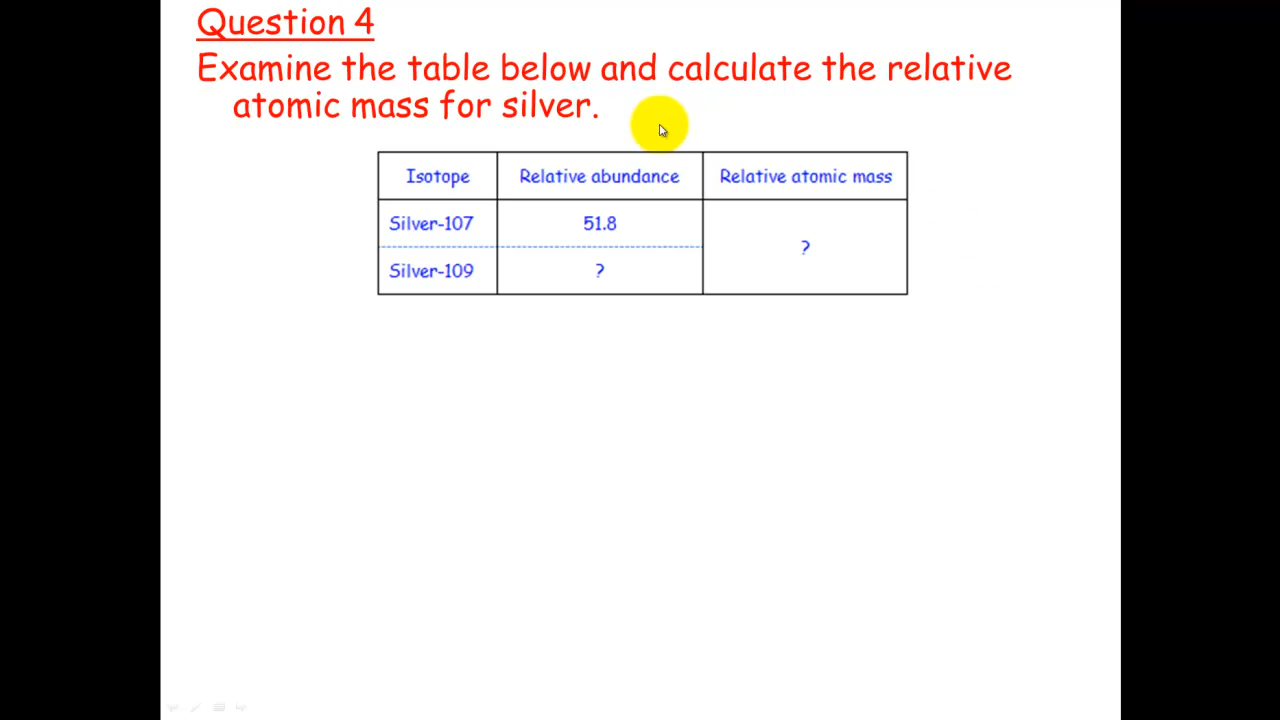 Question 4
Examine the table below and calculate the relative
atomic mass for silver.
Isotope Relative abundance Relative atomic mass
Silver-107 51.8
?
Silver-109 ?